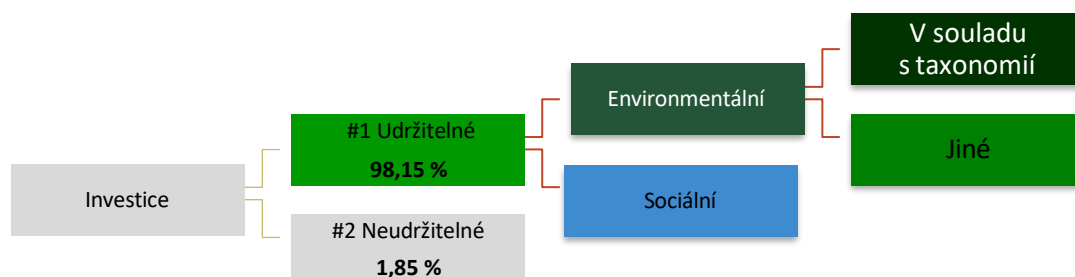 Investice
#1 Udržitelné
98,15 %
#2 Neudržitelné
1,85 %
Environmentální
Sociální
V souladu
s taxonomií
Jiné